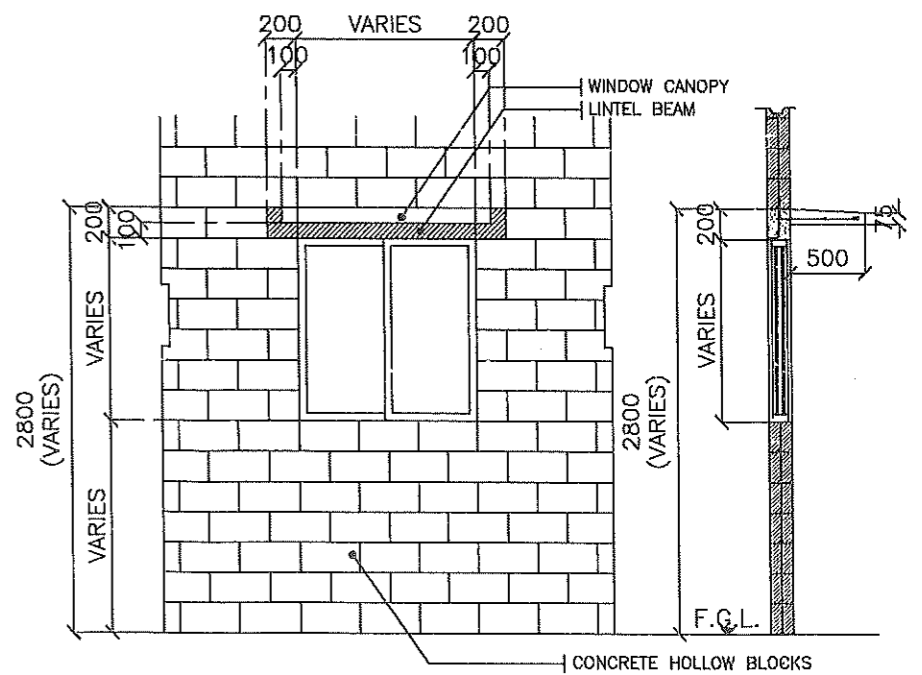 200 VARIES 200
100 100
WINDOW CANOPY
LINTEL BEAM
200
100
VARIES
2800
(VARIES)
VARIES
200
75
500
VARIES
2800
(VARIES)
F.G.L.
CONCRETE HOLLOW BLOCKS